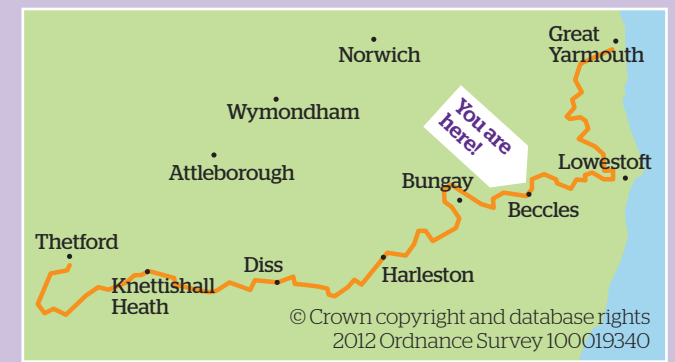 Great
Yarmouth
Norwich
Wymondham
You are
here!
Attleborough
Lowestoft
Bungay
Beccles
Thetford
Diss
Harleston
Knettishall
Heath
© Crown copyright and database rights
2012 Ordnance Survey 100019340